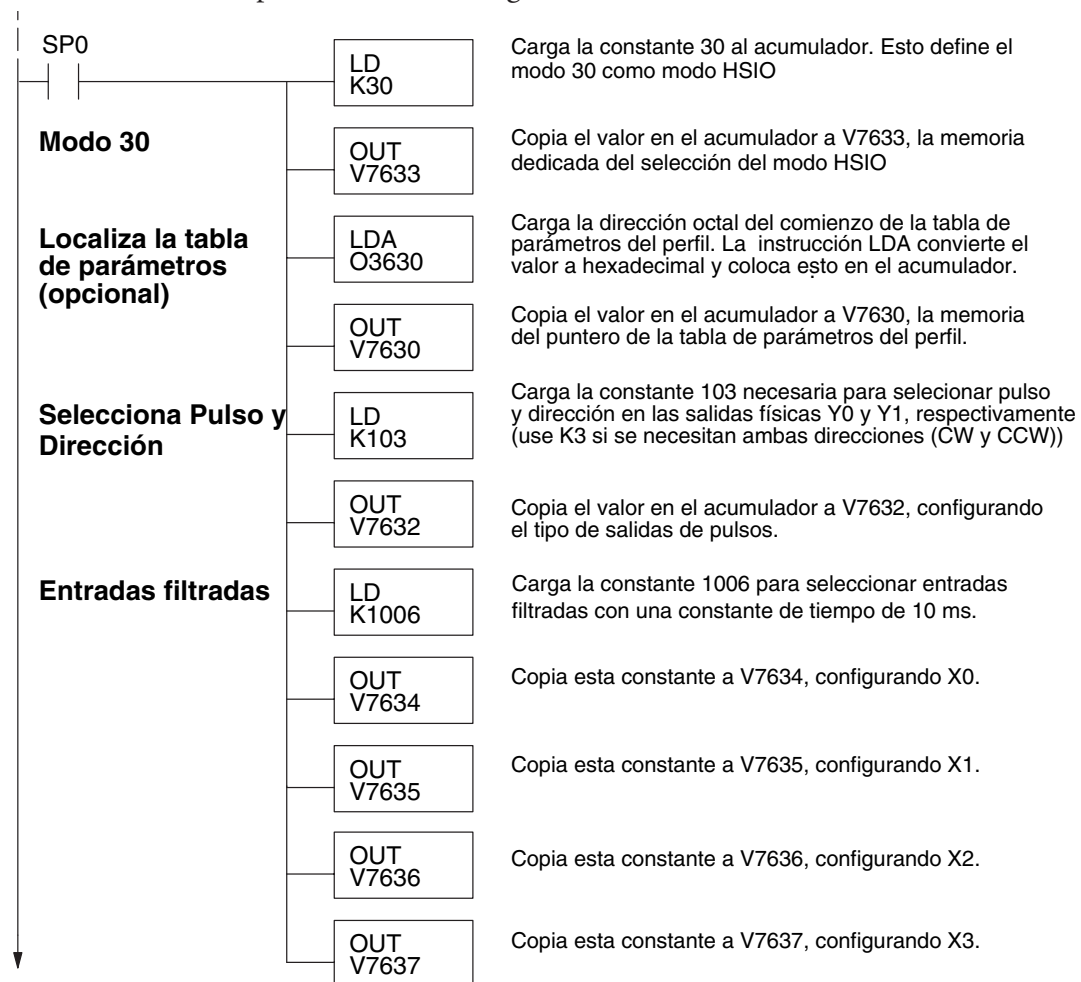 SP0
LD
K30
Carga la constante 30 al acumulador. Esto define el
modo 30 como modo HSIO
Modo 30
OUT
V7633
Copia el valor en el acumulador a V7633, la memoria
dedicada del selección del modo HSIO
Localiza la tabla
de parámetros
(opcional)
LDA
O3630
Carga la dirección octal del comienzo de la tabla de
parámetros del perfil. La instrucción LDA convierte el
valor a hexadecimal y coloca esto en el acumulador.
OUT
V7630
Copia el valor en el acumulador a V7630, la memoria
del puntero de la tabla de parámetros del perfil.
Selecciona Pulso y
Dirección
LD
K103
Carga la constante 103 necesaria para selecionar pulso
y dirección en las salidas físicas Y0 y Y1, respectivamente
(use K3 si se necesitan ambas direcciones (CW y CCW))
OUT
V7632
Copia el valor en el acumulador a V7632, configurando
el tipo de salidas de pulsos.
Entradas filtradas
LD
K1006
Carga la constante 1006 para seleccionar entradas
filtradas con una constante de tiempo de 10 ms.
OUT
V7634
Copia esta constante a V7634, configurando X0.
OUT
V7635
Copia esta constante a V7635, configurando X1.
OUT
V7636
Copia esta constante a V7636, configurando X2.
OUT
V7637
Copia esta constante a V7637, configurando X3.